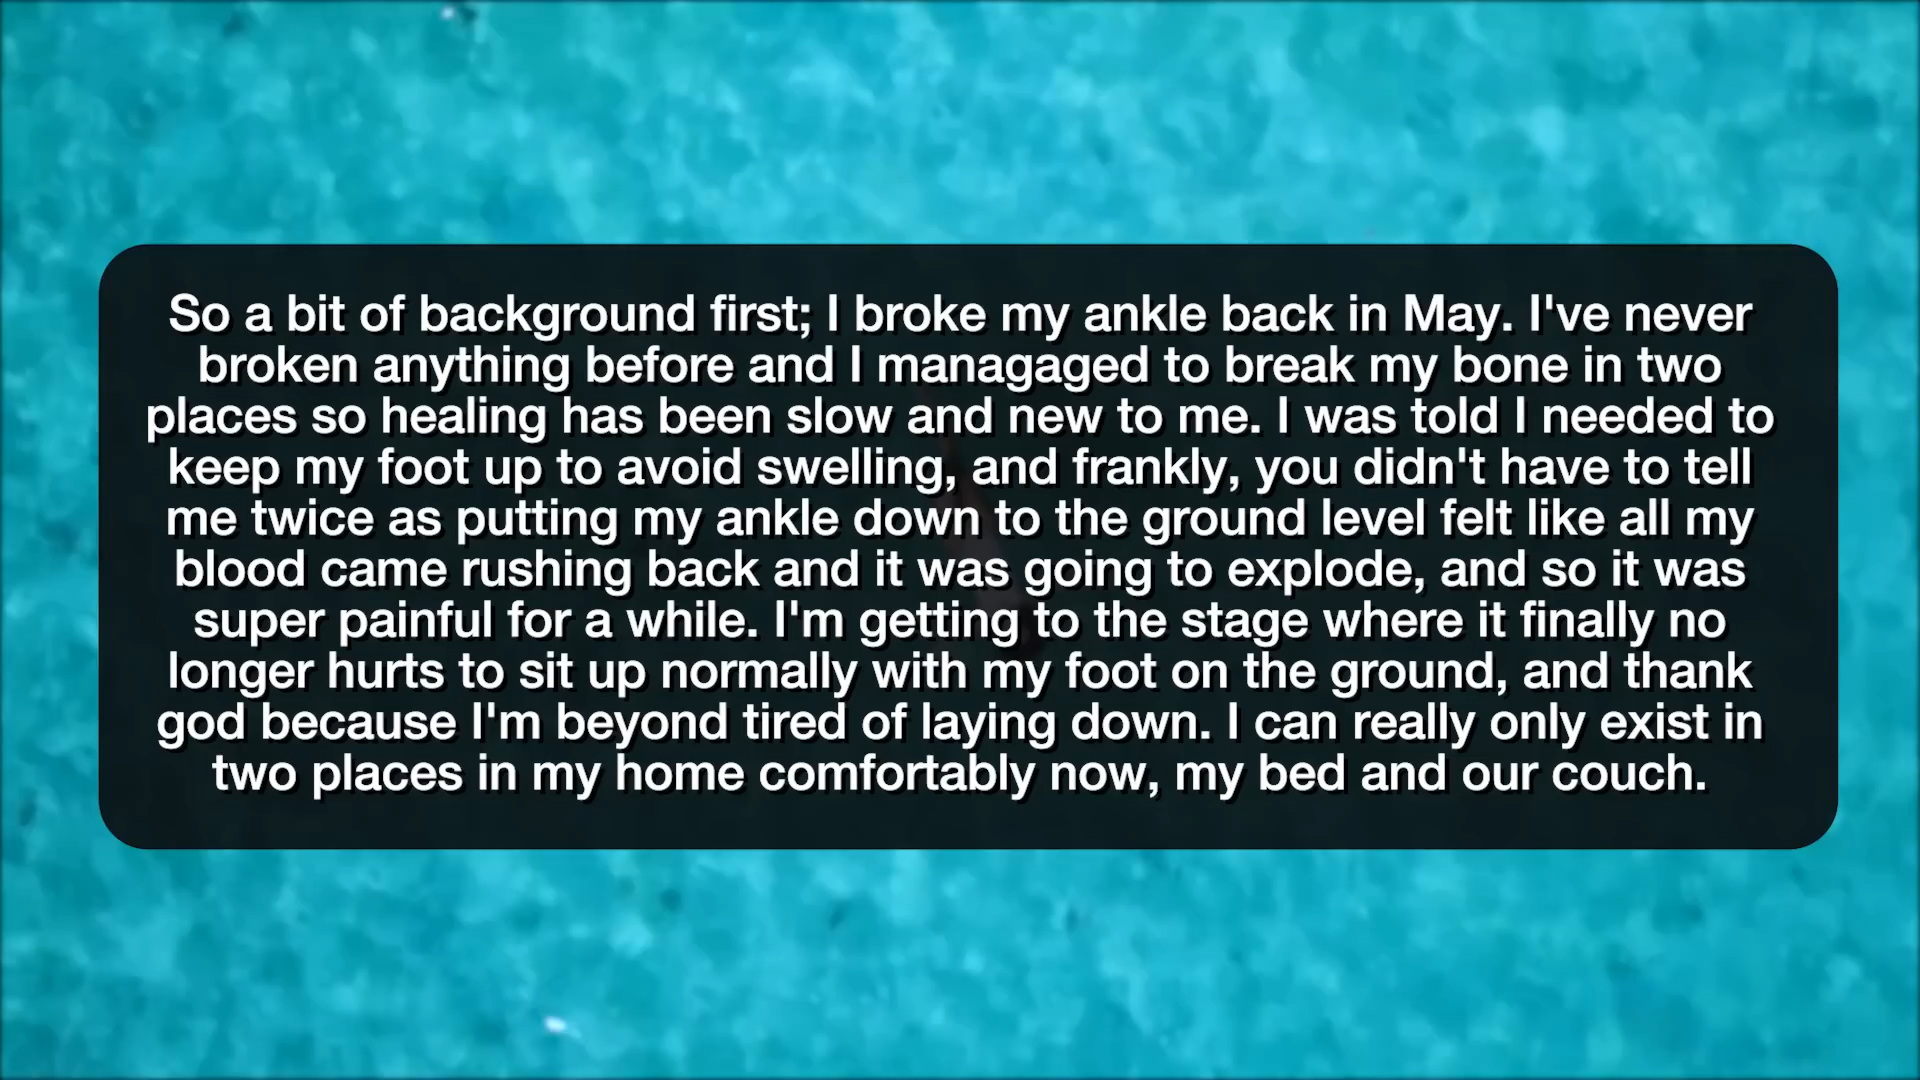 So a bit of background first; I broke my ankle back in May. I've never
broken anything before and I managaged to break my bone in two
places so healing has been slow and new to me. I was told I needed to
keep my foot up to avoid swelling, and frankly, you didn't have to tell
me twice as putting my ankle down to the ground level felt like all my
blood came rushing back and it was going to explode, and so it was
super painful for a while. I'm getting to the stage where it finally no
longer hurts to sit up normally with my foot on the ground, and thank
god because I'm beyond tired of laying down. I can really only exist in
two places in my home comfortably now, my bed and our couch.